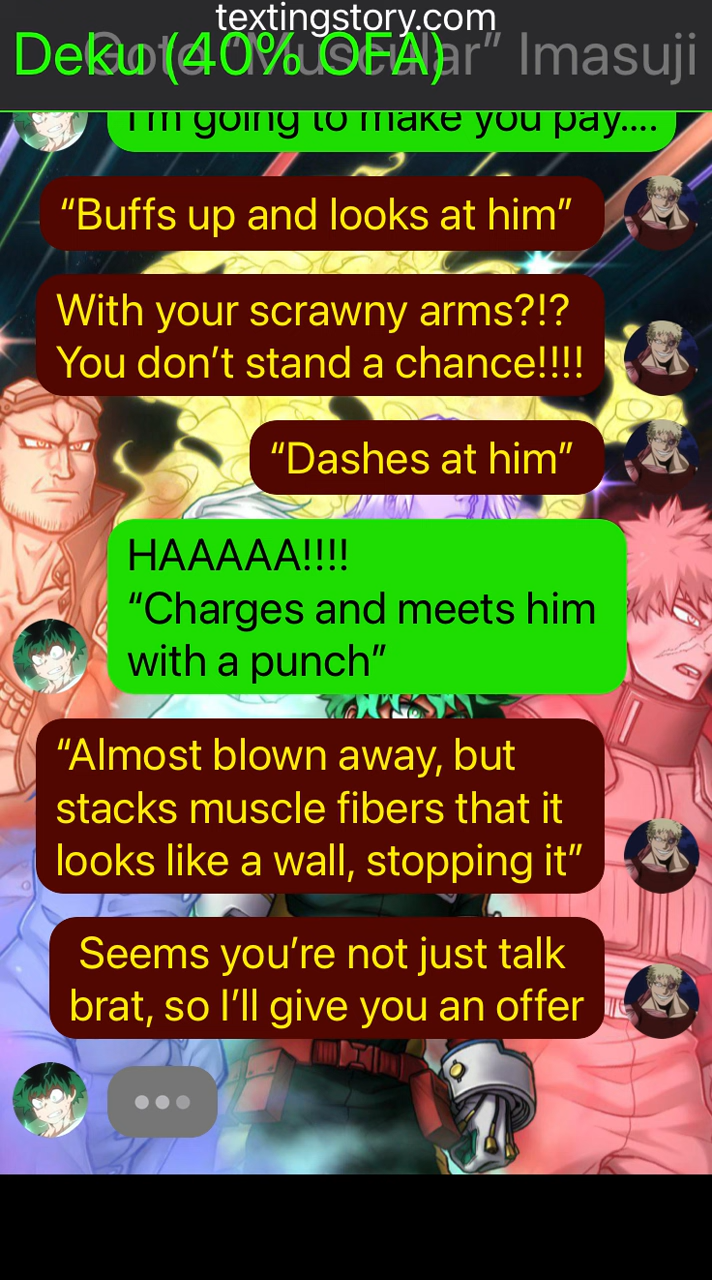 textingstory.com
Deku (40% OFA)
Goto “Muscular” Imasuji
I'm going to make you pay....
“Buffs up and looks at him”
With your scrawny arms?!?
You don’t stand a chance!!!!
“Dashes at him”
HAAAAA!!!!
“Charges and meets him
with a punch”
“Almost blown away, but
stacks muscle fibers that it
looks like a wall, stopping it”
Seems you’re not just talk
brat, so I’ll give you an offer